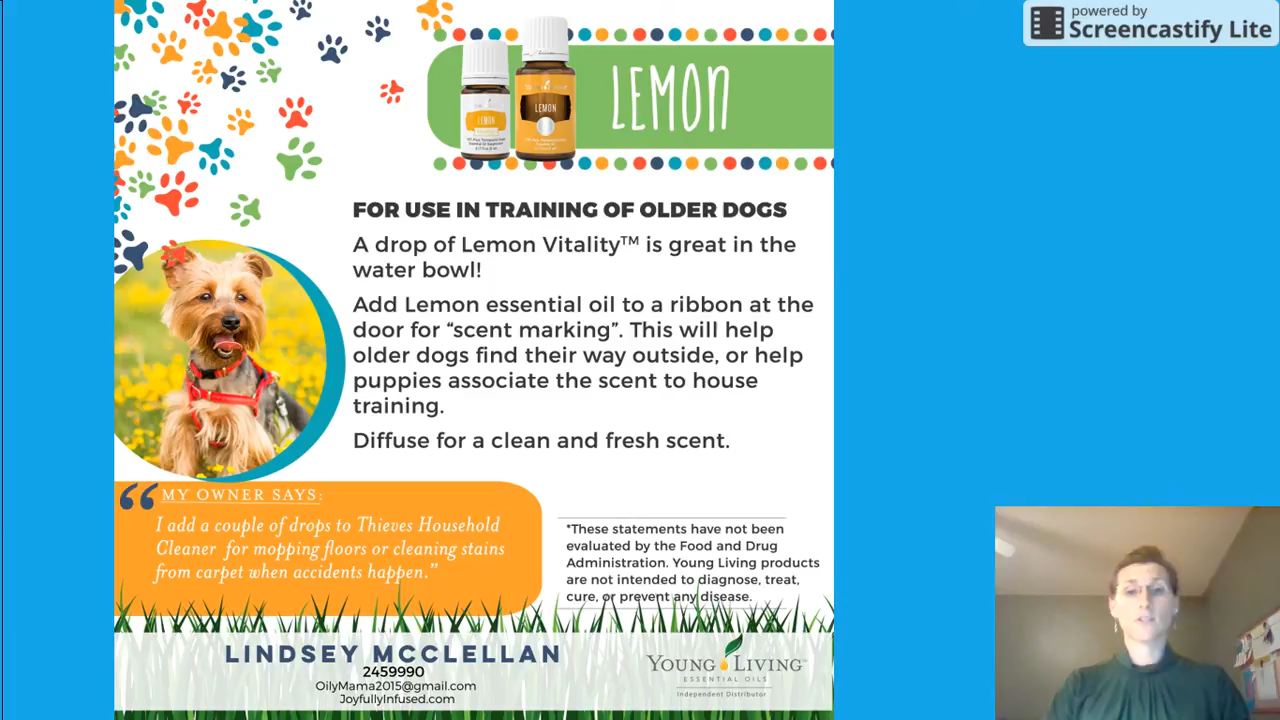 powered by
Screencastify Lite
LEMON
LEMON
LEMON
FOR USE IN TRAINING OF OLDER DOGS
A drop of Lemon Vitality™ is great in the
water bowl!
Add Lemon essential oil to a ribbon at the
door for “scent marking”. This will help
older dogs find their way outside, or help
puppies associate the scent to house
training.
Diffuse for a clean and fresh scent.
“MY OWNER SAYS:
I add a couple of drops to Thieves Household
Cleaner for mopping floors or cleaning stains
from carpet when accidents happen.”
*These statements have not been
evaluated by the Food and Drug
Administration. Young Living products
are not intended to diagnose, treat,
cure, or prevent any disease.
LINDSEY MCCLELLAN
2459990
OilyMama2015@gmail.com
JoyfullyInfused.com
YOUNG LIVING™
ESSENTIAL OILS
Independent Distributor